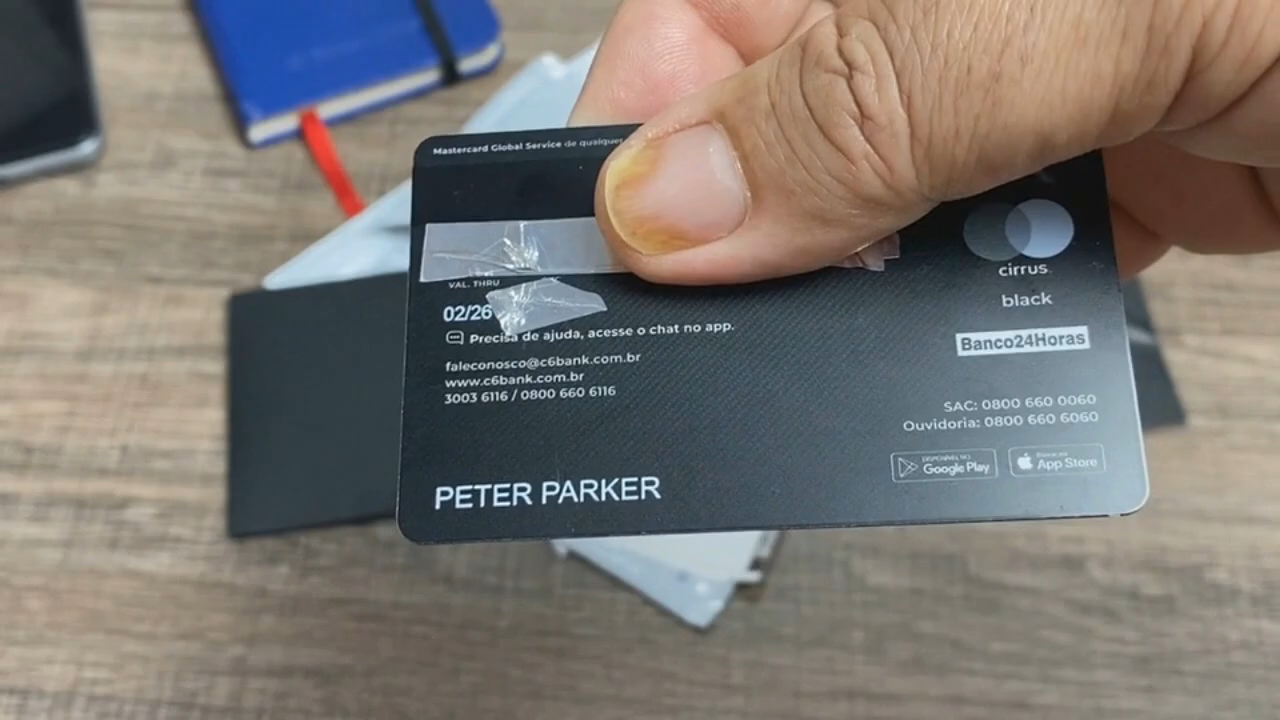 Mastercard Global Service de qualquer
VAL. THRU
02/26
Precisa de ajuda, acesse o chat no app.
faleconosco@c6bank.com.br
www.c6bank.com.br
3003 6116 / 0800 660 6116
PETER PARKER
cirrus
black
Banco24Horas
SAC: 0800 660 0060
Ouvidoria: 0800 660 6060
DISPONÍVEL NO
Google Play
App Store